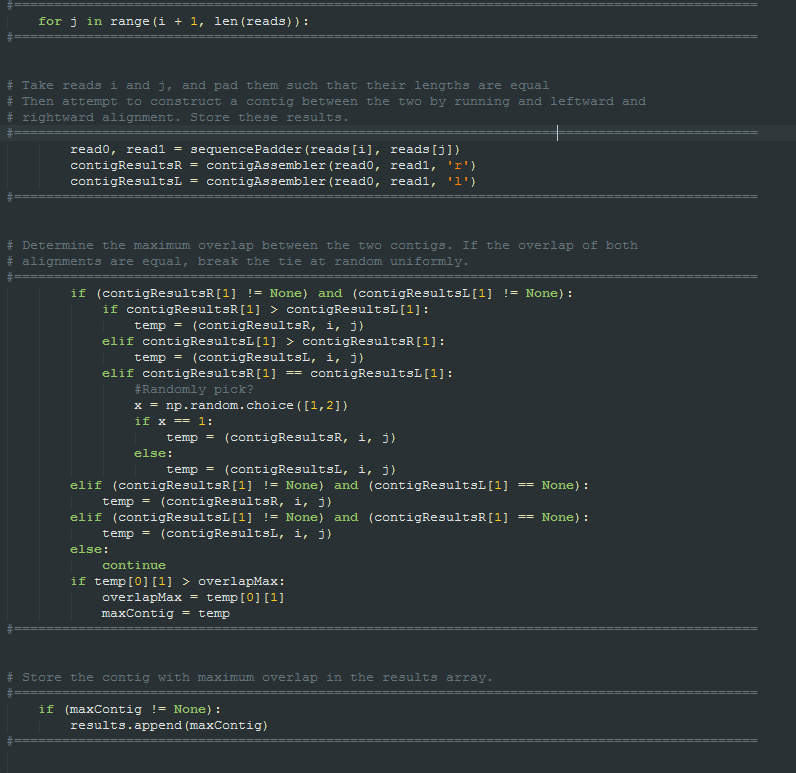 #=============================================================================================
    for j in range(i + 1, len(reads)):
#=============================================================================================
# Take reads i and j, and pad them such that their lengths are equal
# Then attempt to construct a contig between the two by running and leftward and
# rightward alignment. Store these results.
#=============================================================================================
        read0, read1 = sequencePadder(reads[i], reads[j])
        contigResultsR = contigAssembler(read0, read1, 'r')
        contigResultsL = contigAssembler(read0, read1, 'l')
#=============================================================================================
# Determine the maximum overlap between the two contigs. If the overlap of both
# alignments are equal, break the tie at random uniformly.
#=============================================================================================
        if (contigResultsR[1] != None) and (contigResultsL[1] != None):
            if contigResultsR[1] > contigResultsL[1]:
                temp = (contigResultsR, i, j)
            elif contigResultsL[1] > contigResultsR[1]:
                temp = (contigResultsL, i, j)
            elif contigResultsR[1] == contigResultsL[1]:
                #Randomly pick?
                x = np.random.choice([1,2])
                if x == 1:
                    temp = (contigResultsR, i, j)
                else:
                    temp = (contigResultsL, i, j)
        elif (contigResultsR[1] != None) and (contigResultsL[1] == None):
            temp = (contigResultsR, i, j)
        elif (contigResultsL[1] != None) and (contigResultsR[1] == None):
            temp = (contigResultsL, i, j)
        else:
            continue
        if temp[0][1] > overlapMax:
            overlapMax = temp[0][1]
            maxContig = temp
#=============================================================================================
# Store the contig with maximum overlap in the results array.
#=============================================================================================
    if (maxContig != None):
        results.append(maxContig)
#=============================================================================================